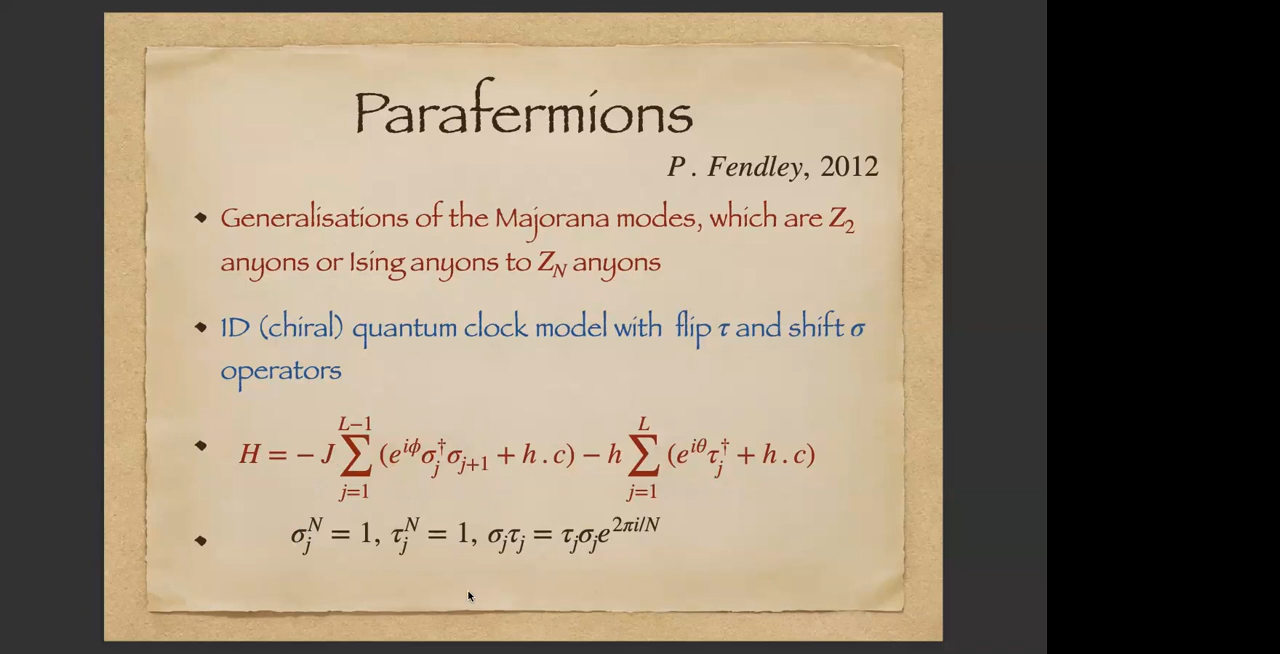 Parafermions
P . Fendley, 2012
Generalisations of the Majorana modes, which are Z₂
anyons or Ising anyons to Z_N anyons
1D (chiral) quantum clock model with flip τ and shift σ
operators
H = − J ∑_{j=1}^{L−1} (e^{iϕ}σ_j^†σ_{j+1} + h . c) − h ∑_{j=1}^{L} (e^{iθ}τ_j^† + h . c)
σ_j^N = 1, τ_j^N = 1, σ_jτ_j = τ_jσ_je^{2πi/N}